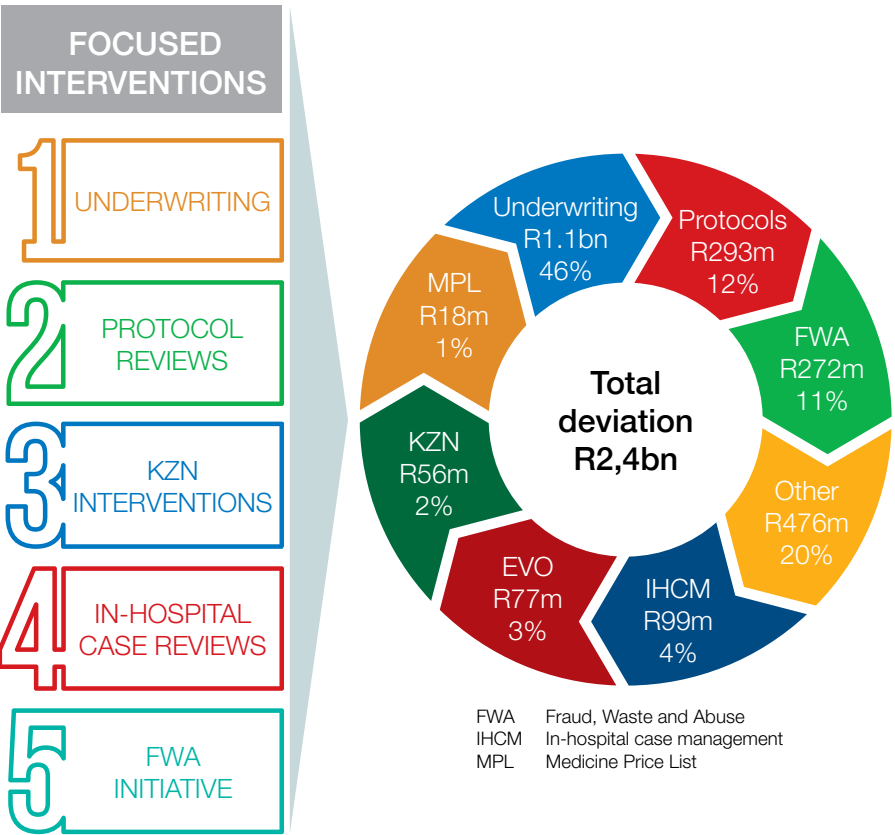 FOCUSED
INTERVENTIONS
1
UNDERWRITING
2
PROTOCOL
REVIEWS
3
KZN
INTERVENTIONS
4
IN-HOSPITAL
CASE REVIEWS
5
FWA
INITIATIVE
Underwriting
R1.1bn
46%
Protocols
R293m
12%
FWA
R272m
11%
Other
R476m
20%
IHCM
R99m
4%
EVO
R77m
3%
KZN
R56m
2%
MPL
R18m
1%
Total
deviation
R2,4bn
FWA Fraud, Waste and Abuse
IHCM In-hospital case management
MPL Medicine Price List